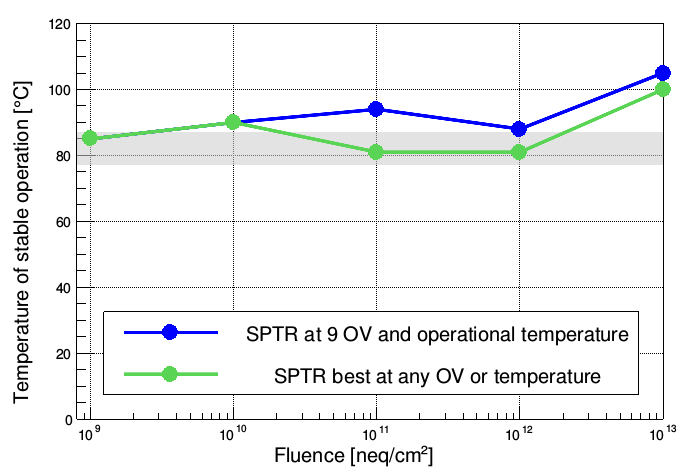 120
100
80
60
40
20
0
Temperature of stable operation [°C]
SPTR at 9 OV and operational temperature
SPTR best at any OV or temperature
10⁹ 10¹⁰ 10¹¹ 10¹² 10¹³
Fluence [neq/cm²]